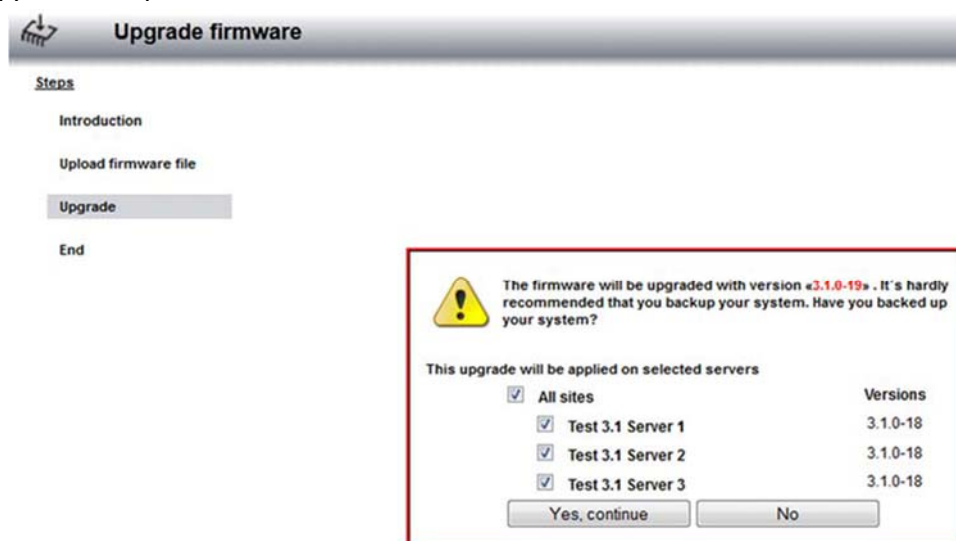 Upgrade firmware
Steps
Introduction
Upload firmware file
Upgrade
End
The firmware will be upgraded with version «3.1.0-19» . It´s hardly
recommended that you backup your system. Have you backed up
your system?
This upgrade will be applied on selected servers
All sites Versions
Test 3.1 Server 1 3.1.0-18
Test 3.1 Server 2 3.1.0-18
Test 3.1 Server 3 3.1.0-18
Yes, continue No